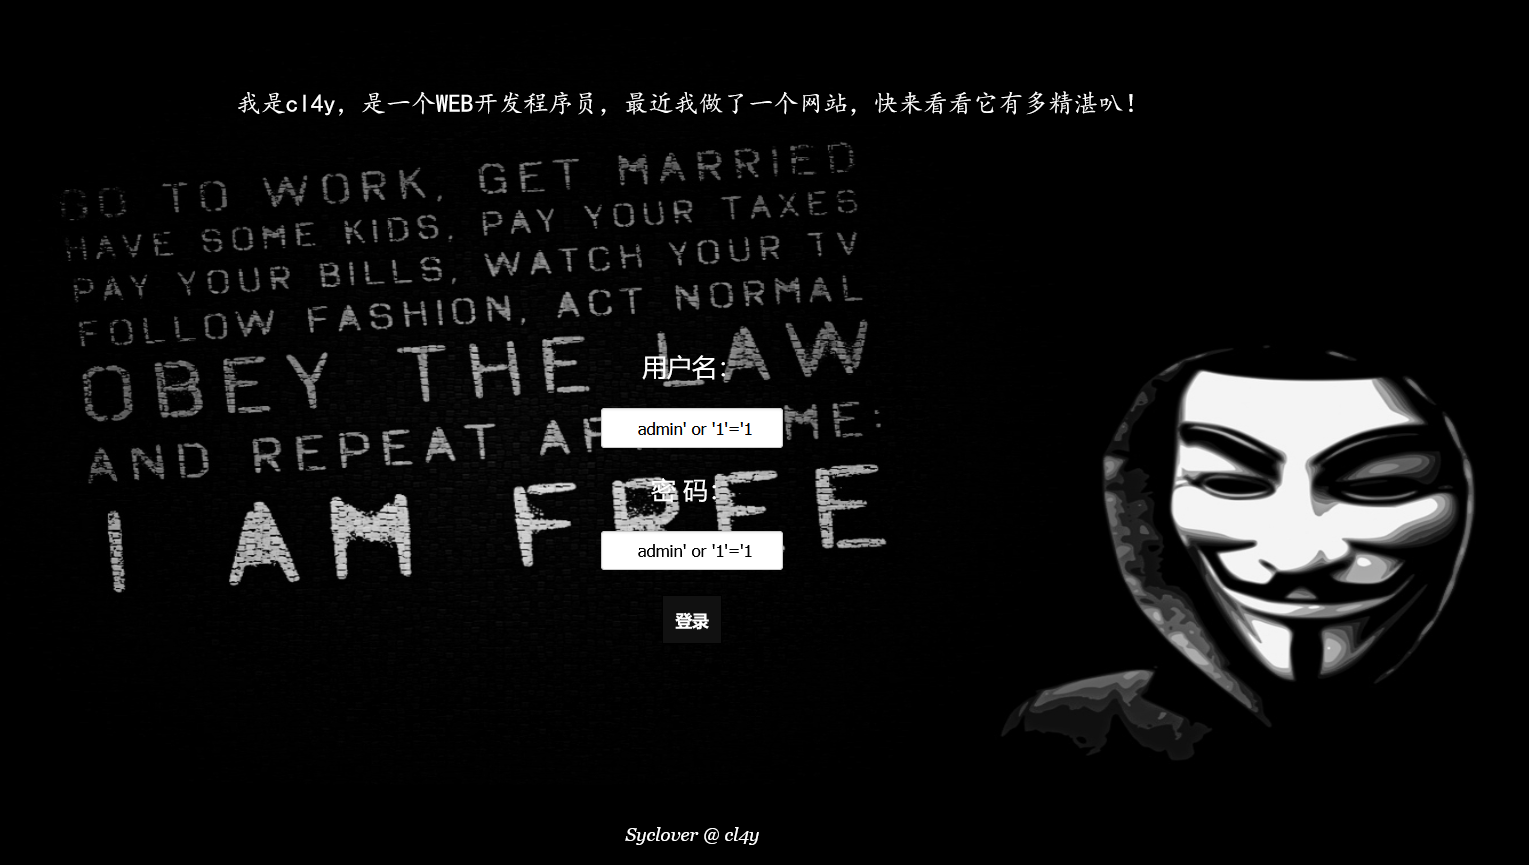 我是cl4y，是一个WEB开发程序员，最近我做了一个网站，快来看看它有多精湛叭！
GO TO WORK, GET MARRIED
HAVE SOME KIDS, PAY YOUR TAXES
PAY YOUR BILLS, WATCH YOUR TV
FOLLOW FASHION, ACT NORMAL
OBEY THE LAW
AND REPEAT ME:
I AM FREE
用户名：
admin' or '1'='1
密 码：
admin' or '1'='1
登录
Syclover @ cl4y